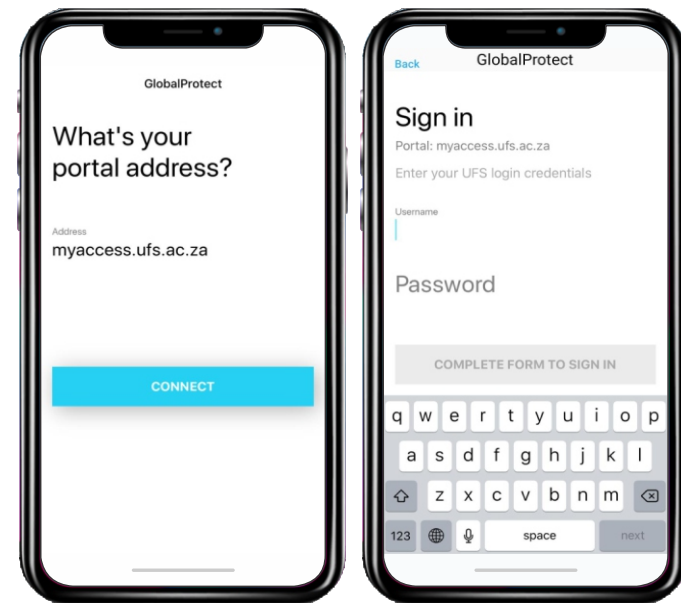 GlobalProtect
What's your
portal address?
Address
myaccess.ufs.ac.za
CONNECT
Back
GlobalProtect
Sign in
Portal: myaccess.ufs.ac.za
Enter your UFS login credentials
Username
Password
COMPLETE FORM TO SIGN IN
q w e r t y u i o p
a s d f g h j k l
z x c v b n m
123 space next